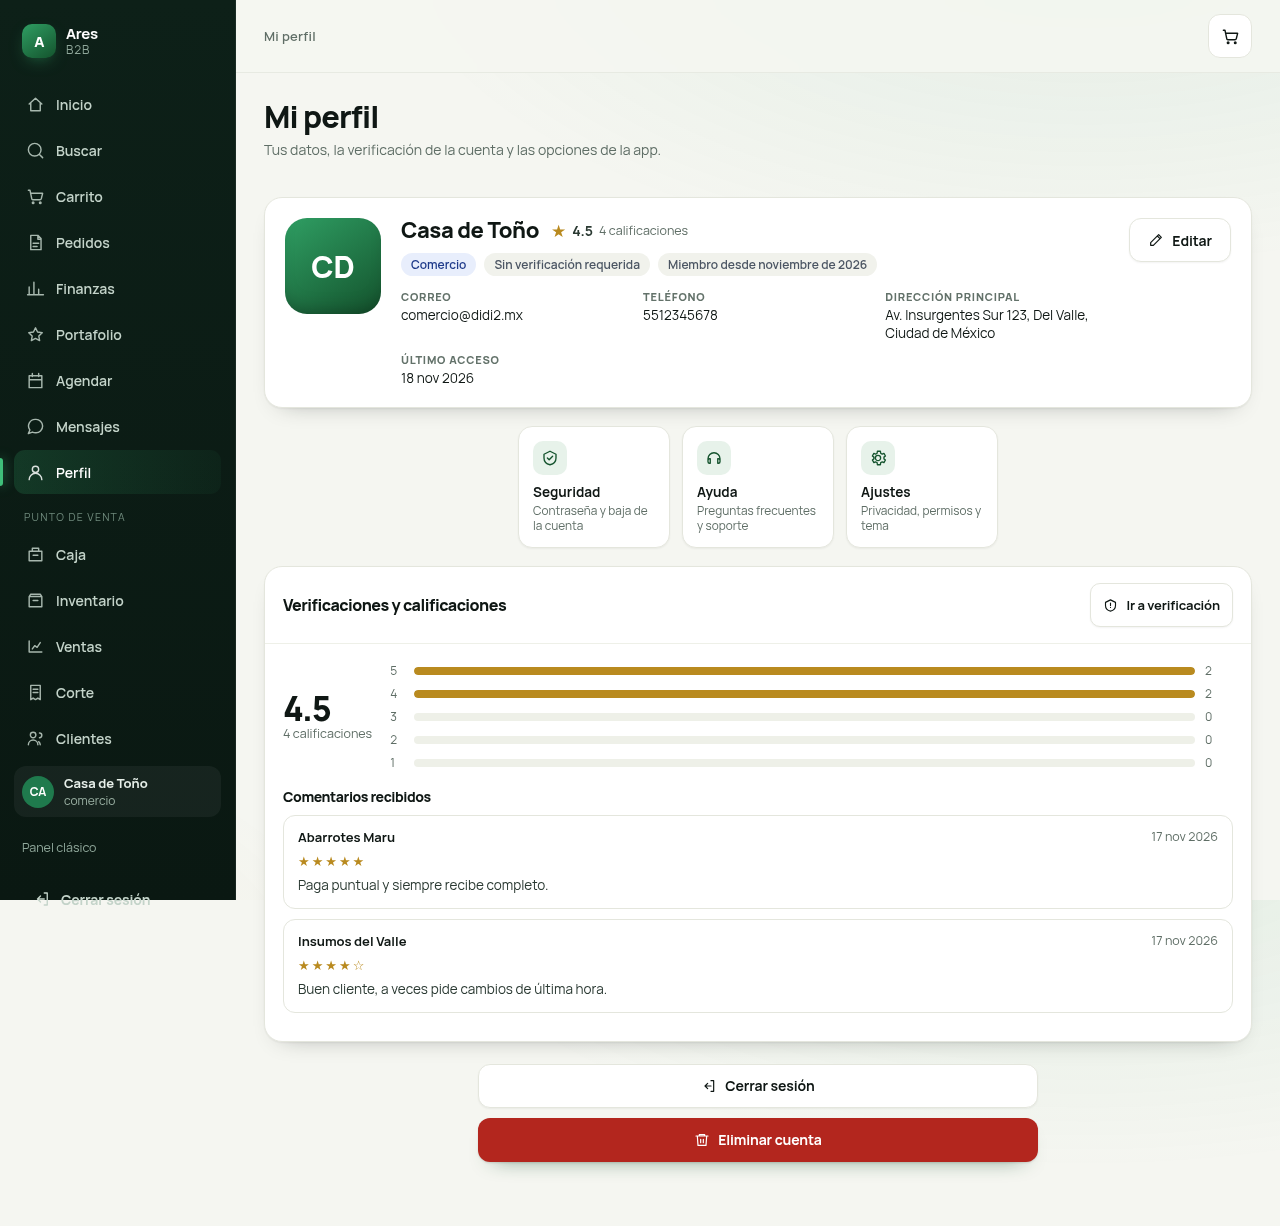 A
Ares
B2B
Inicio
Buscar
Carrito
Pedidos
Finanzas
Portafolio
Agendar
Mensajes
Perfil
PUNTO DE VENTA
Caja
Inventario
Ventas
Corte
Clientes
CA
Casa de Toño
comercio
Panel clásico
Cerrar sesión
Mi perfil
Mi perfil
Tus datos, la verificación de la cuenta y las opciones de la app.
CD
Casa de Toño ★ 4.5 4 calificaciones
Editar
Comercio Sin verificación requerida Miembro desde noviembre de 2026
CORREO
comercio@didi2.mx
TELÉFONO
5512345678
DIRECCIÓN PRINCIPAL
Av. Insurgentes Sur 123, Del Valle,
Ciudad de México
ÚLTIMO ACCESO
18 nov 2026
Seguridad
Contraseña y baja de
la cuenta
Ayuda
Preguntas frecuentes
y soporte
Ajustes
Privacidad, permisos y
tema
Verificaciones y calificaciones
Ir a verificación
4.5
4 calificaciones
5 2
4 2
3 0
2 0
1 0
Comentarios recibidos
Abarrotes Maru 17 nov 2026
★★★★★
Paga puntual y siempre recibe completo.
Insumos del Valle 17 nov 2026
★★★★☆
Buen cliente, a veces pide cambios de última hora.
Cerrar sesión
Eliminar cuenta